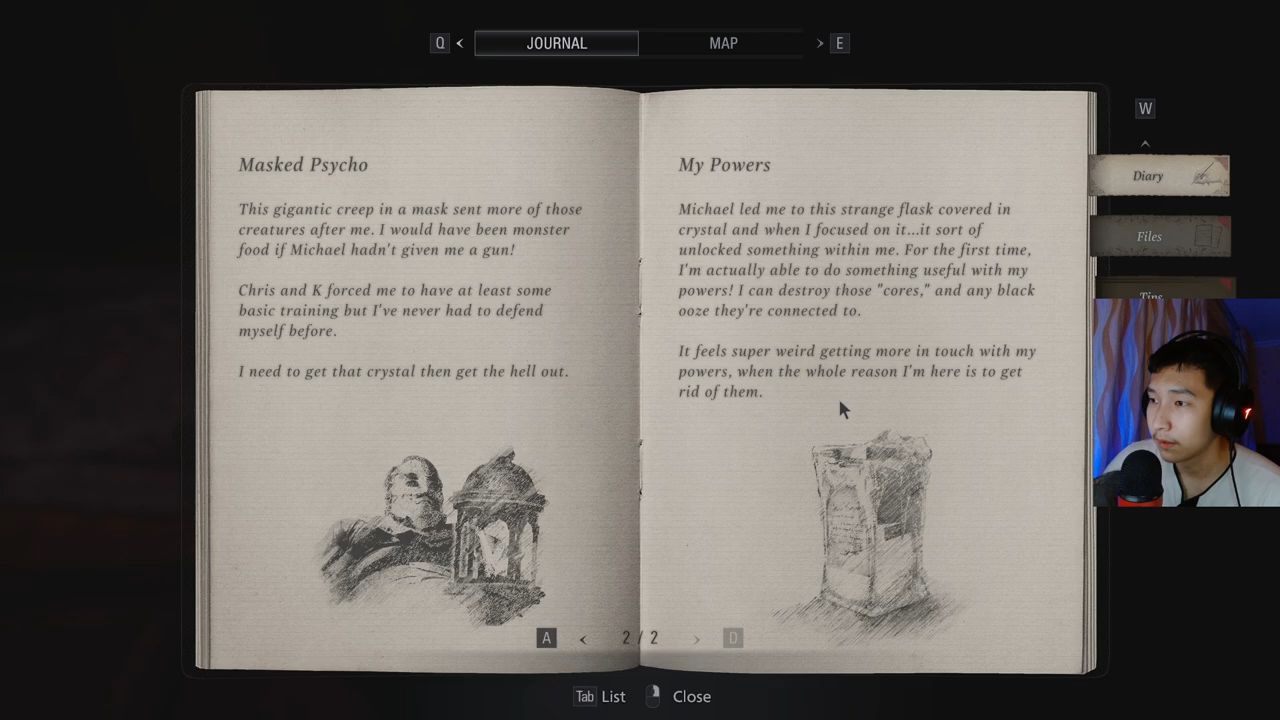 Q JOURNAL MAP E
W
Diary
Files
Tips
Masked Psycho
This gigantic creep in a mask sent more of those
creatures after me. I would have been monster
food if Michael hadn't given me a gun!
Chris and K forced me to have at least some
basic training but I've never had to defend
myself before.
I need to get that crystal then get the hell out.
My Powers
Michael led me to this strange flask covered in
crystal and when I focused on it...it sort of
unlocked something within me. For the first time,
I'm actually able to do something useful with my
powers! I can destroy those "cores," and any black
ooze they're connected to.
It feels super weird getting more in touch with my
powers, when the whole reason I'm here is to get
rid of them.
A 2 / 2 D
Tab List Close